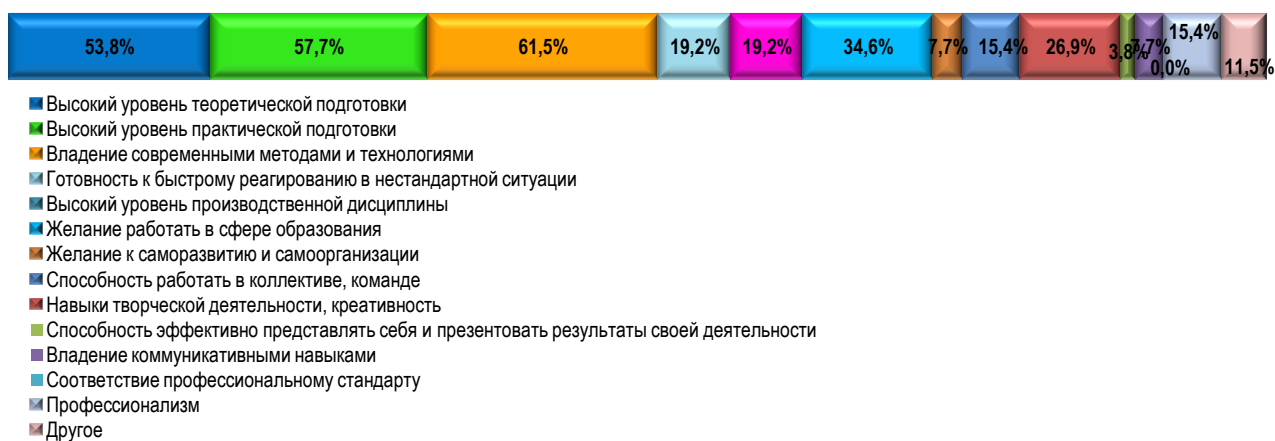 53,8% 57,7% 61,5% 19,2% 19,2% 34,6% 7,7% 15,4% 26,9% 3,8% 7,7% 0,0% 15,4% 11,5%
Высокий уровень теоретической подготовки
Высокий уровень практической подготовки
Владение современными методами и технологиями
Готовность к быстрому реагированию в нестандартной ситуации
Высокий уровень производственной дисциплины
Желание работать в сфере образования
Желание к саморазвитию и самоорганизации
Способность работать в коллективе, команде
Навыки творческой деятельности, креативность
Способность эффективно представлять себя и презентовать результаты своей деятельности
Владение коммуникативными навыками
Соответствие профессиональному стандарту
Профессионализм
Другое